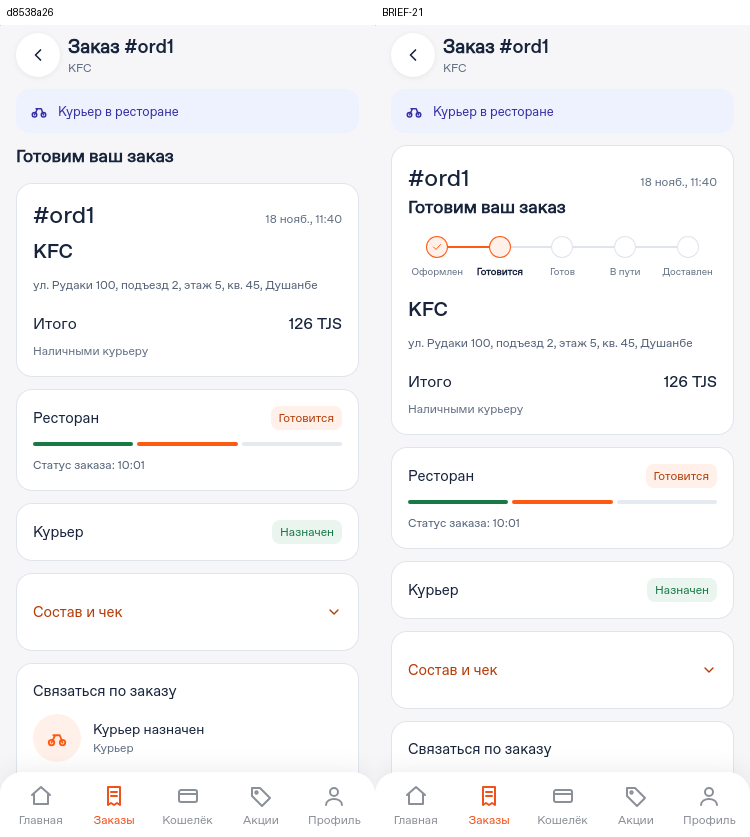 d8538a26
Заказ #ord1
KFC
Курьер в ресторане
Готовим ваш заказ
#ord1
18 нояб., 11:40
KFC
ул. Рудаки 100, подъезд 2, этаж 5, кв. 45, Душанбе
Итого
126 TJS
Наличными курьеру
Ресторан
Готовится
Статус заказа: 10:01
Курьер
Назначен
Состав и чек
Связаться по заказу
Курьер назначен
Курьер
Главная
Заказы
Кошелёк
Акции
Профиль
BRIEF-21
Заказ #ord1
KFC
Курьер в ресторане
#ord1
18 нояб., 11:40
Готовим ваш заказ
Оформлен
Готовится
Готов
В пути
Доставлен
KFC
ул. Рудаки 100, подъезд 2, этаж 5, кв. 45, Душанбе
Итого
126 TJS
Наличными курьеру
Ресторан
Готовится
Статус заказа: 10:01
Курьер
Назначен
Состав и чек
Связаться по заказу
Главная
Заказы
Кошелёк
Акции
Профиль